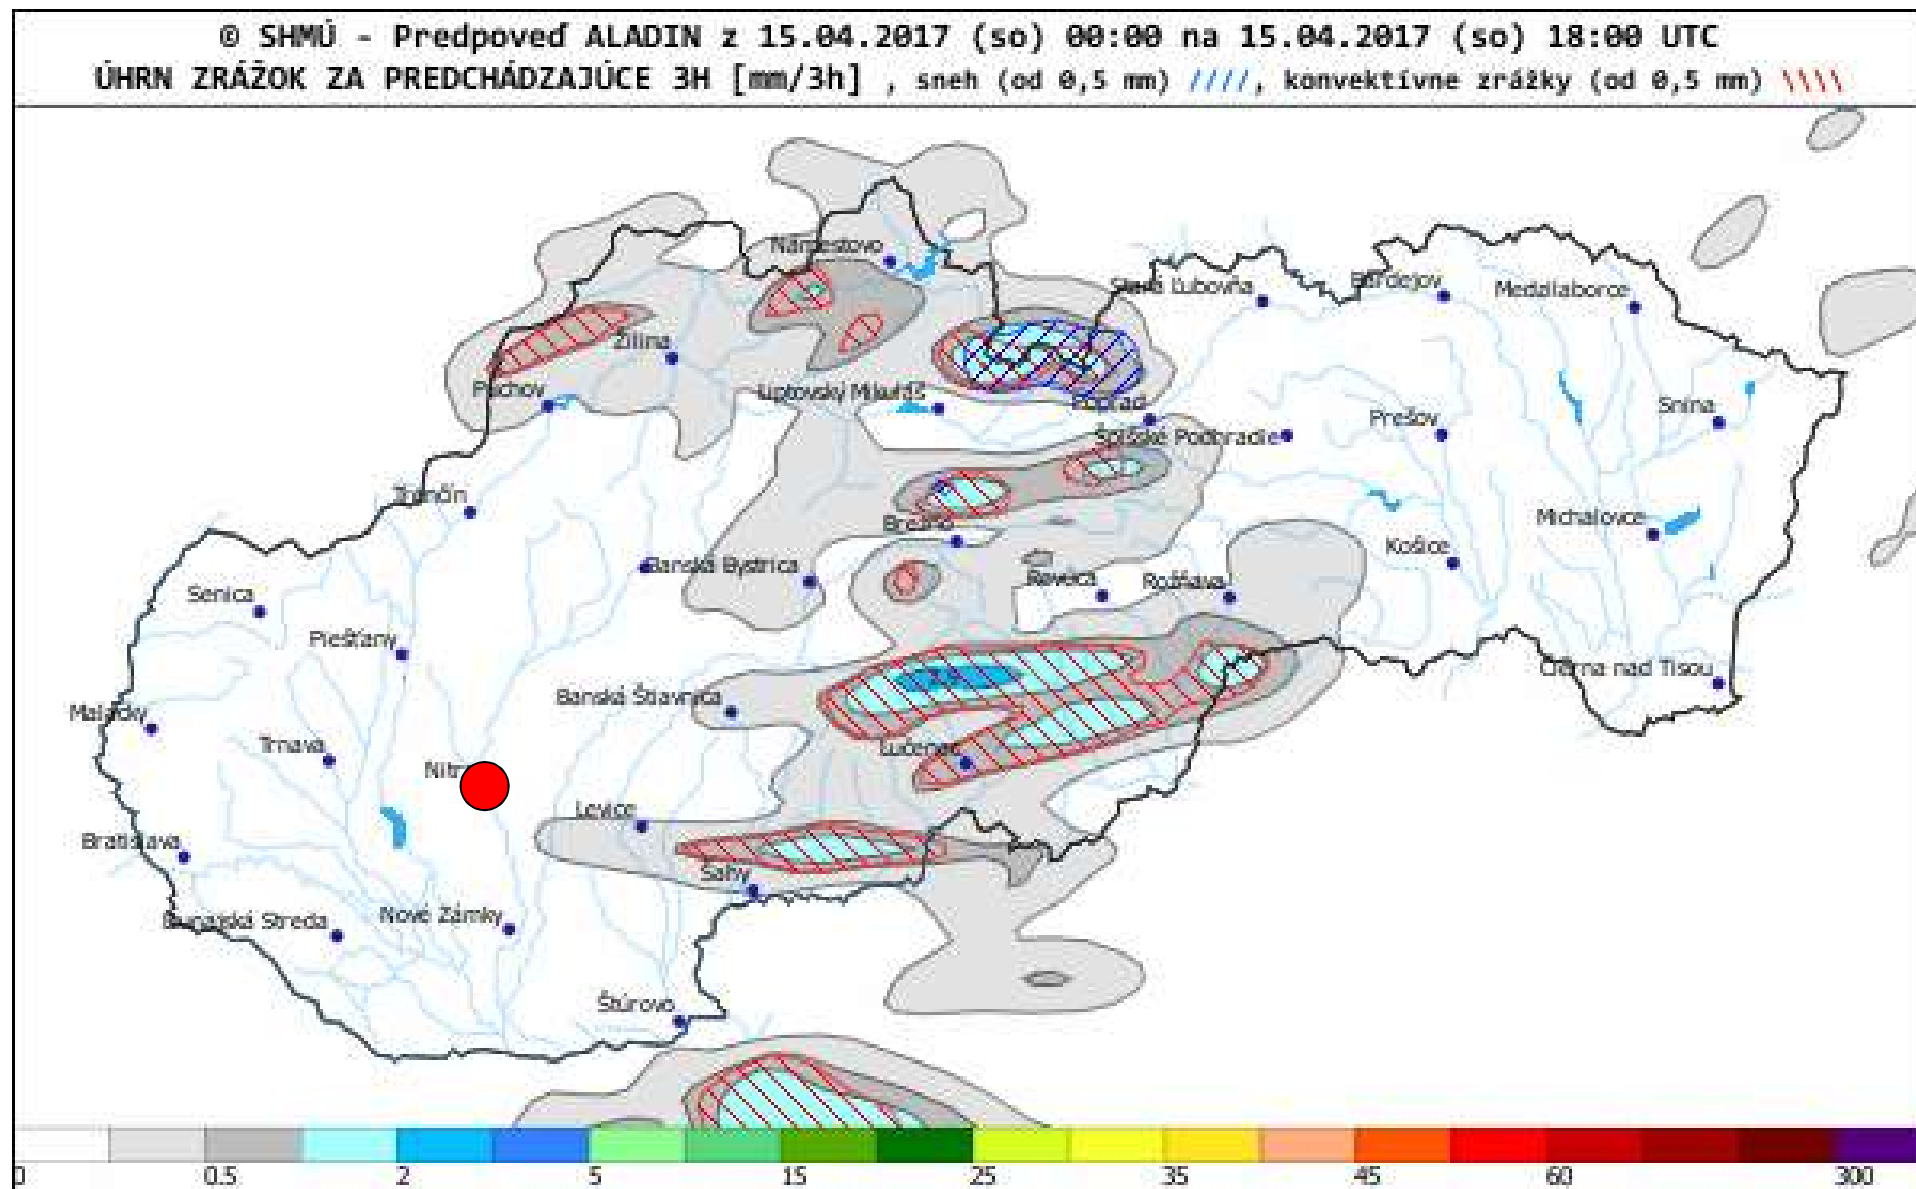 © SHMÚ - Predpoveď ALADIN z 15.04.2017 (so) 00:00 na 15.04.2017 (so) 18:00 UTC
ÚHRN ZRÁŽOK ZA PREDCHÁDZAJÚCE 3H [mm/3h] , sneh (od 0,5 mm) ////, konvektívne zrážky (od 0,5 mm) \\\\
Námestovo
Stará Ľubovňa
Bardejov
Medzilaborce
Žilina
Púchov
Liptovský Mikuláš
Poprad
Spišské Podhradie
Prešov
Snina
Trenčín
Brezno
Michalovce
Košice
Banská Bystrica
Revúca
Rožňava
Senica
Piešťany
Čierna nad Tisou
Banská Štiavnica
Malacky
Trnava
Lučenec
Levice
Bratislava
Šahy
Dunajská Streda
Nové Zámky
Štúrovo
0 0.5 2 5 15 25 35 45 60 300